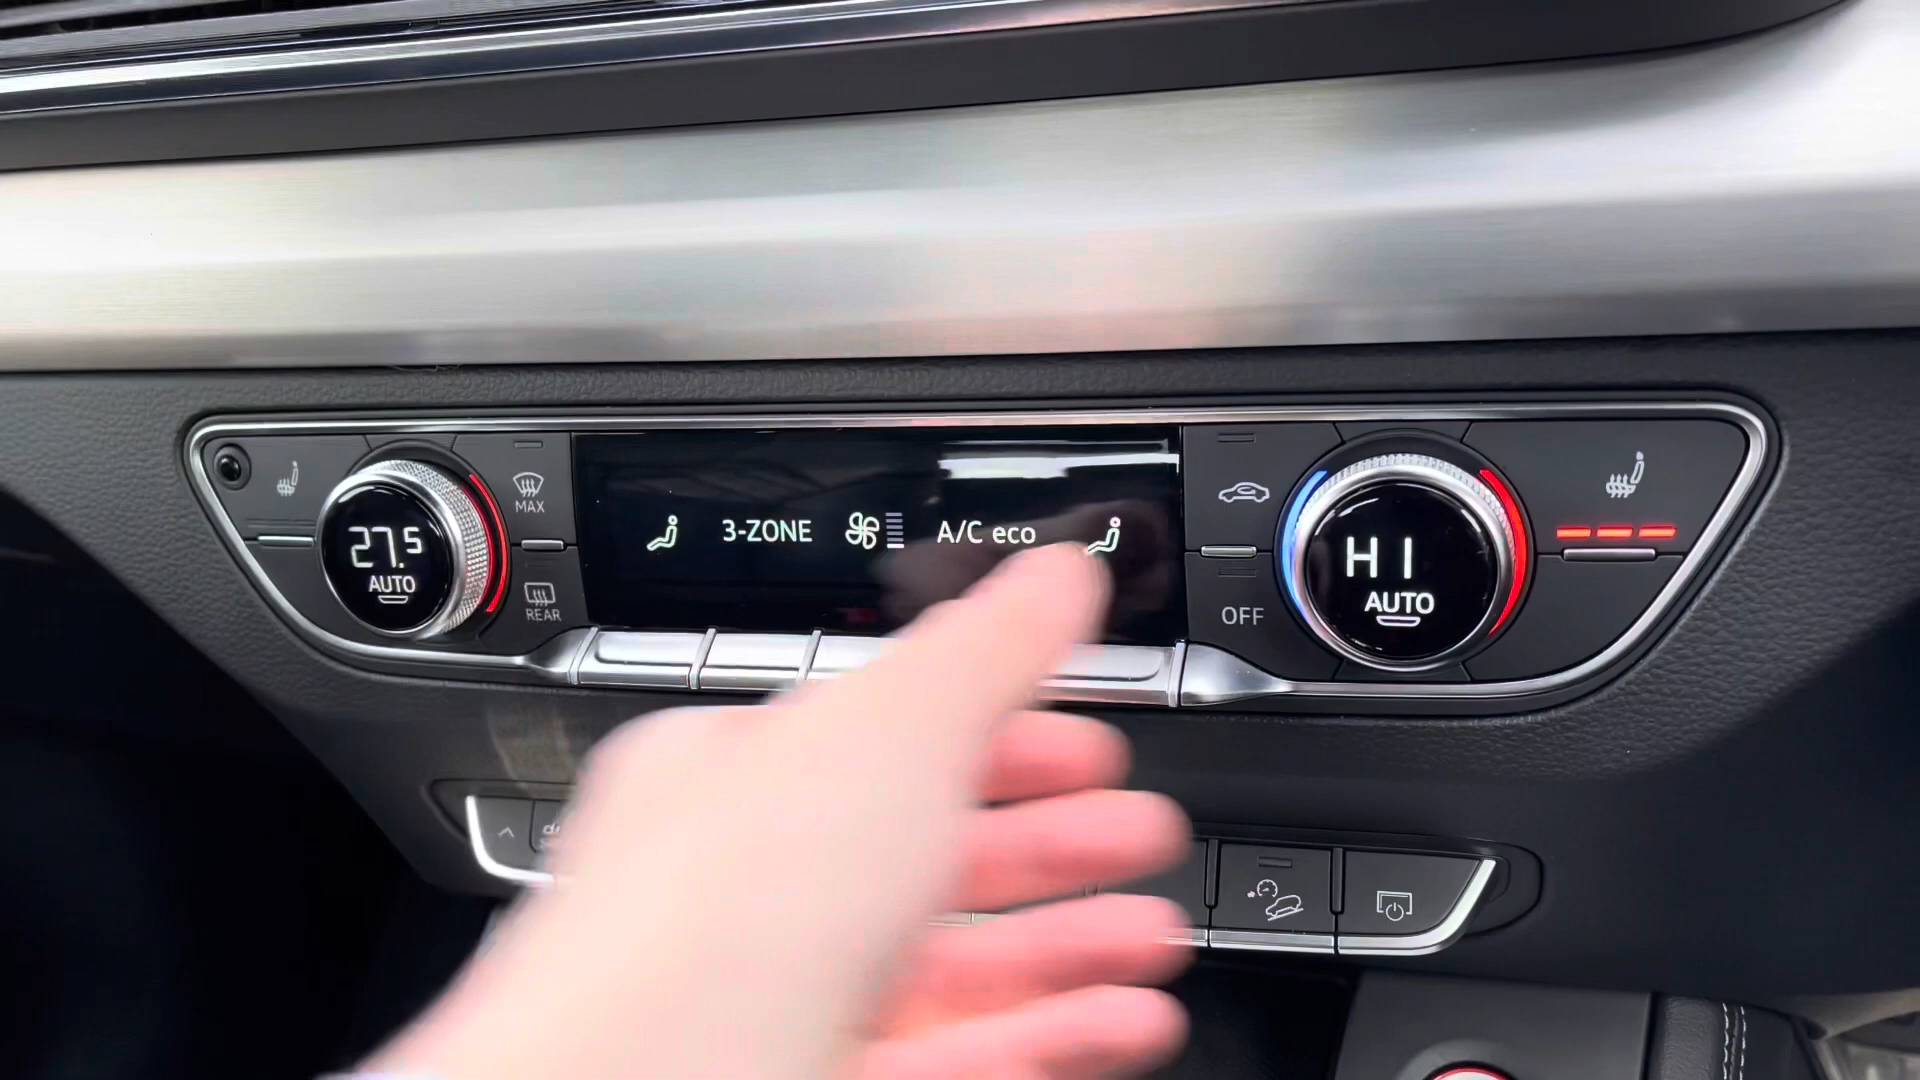 27.5
AUTO
MAX
REAR
3-ZONE
A/C eco
OFF
HI
AUTO